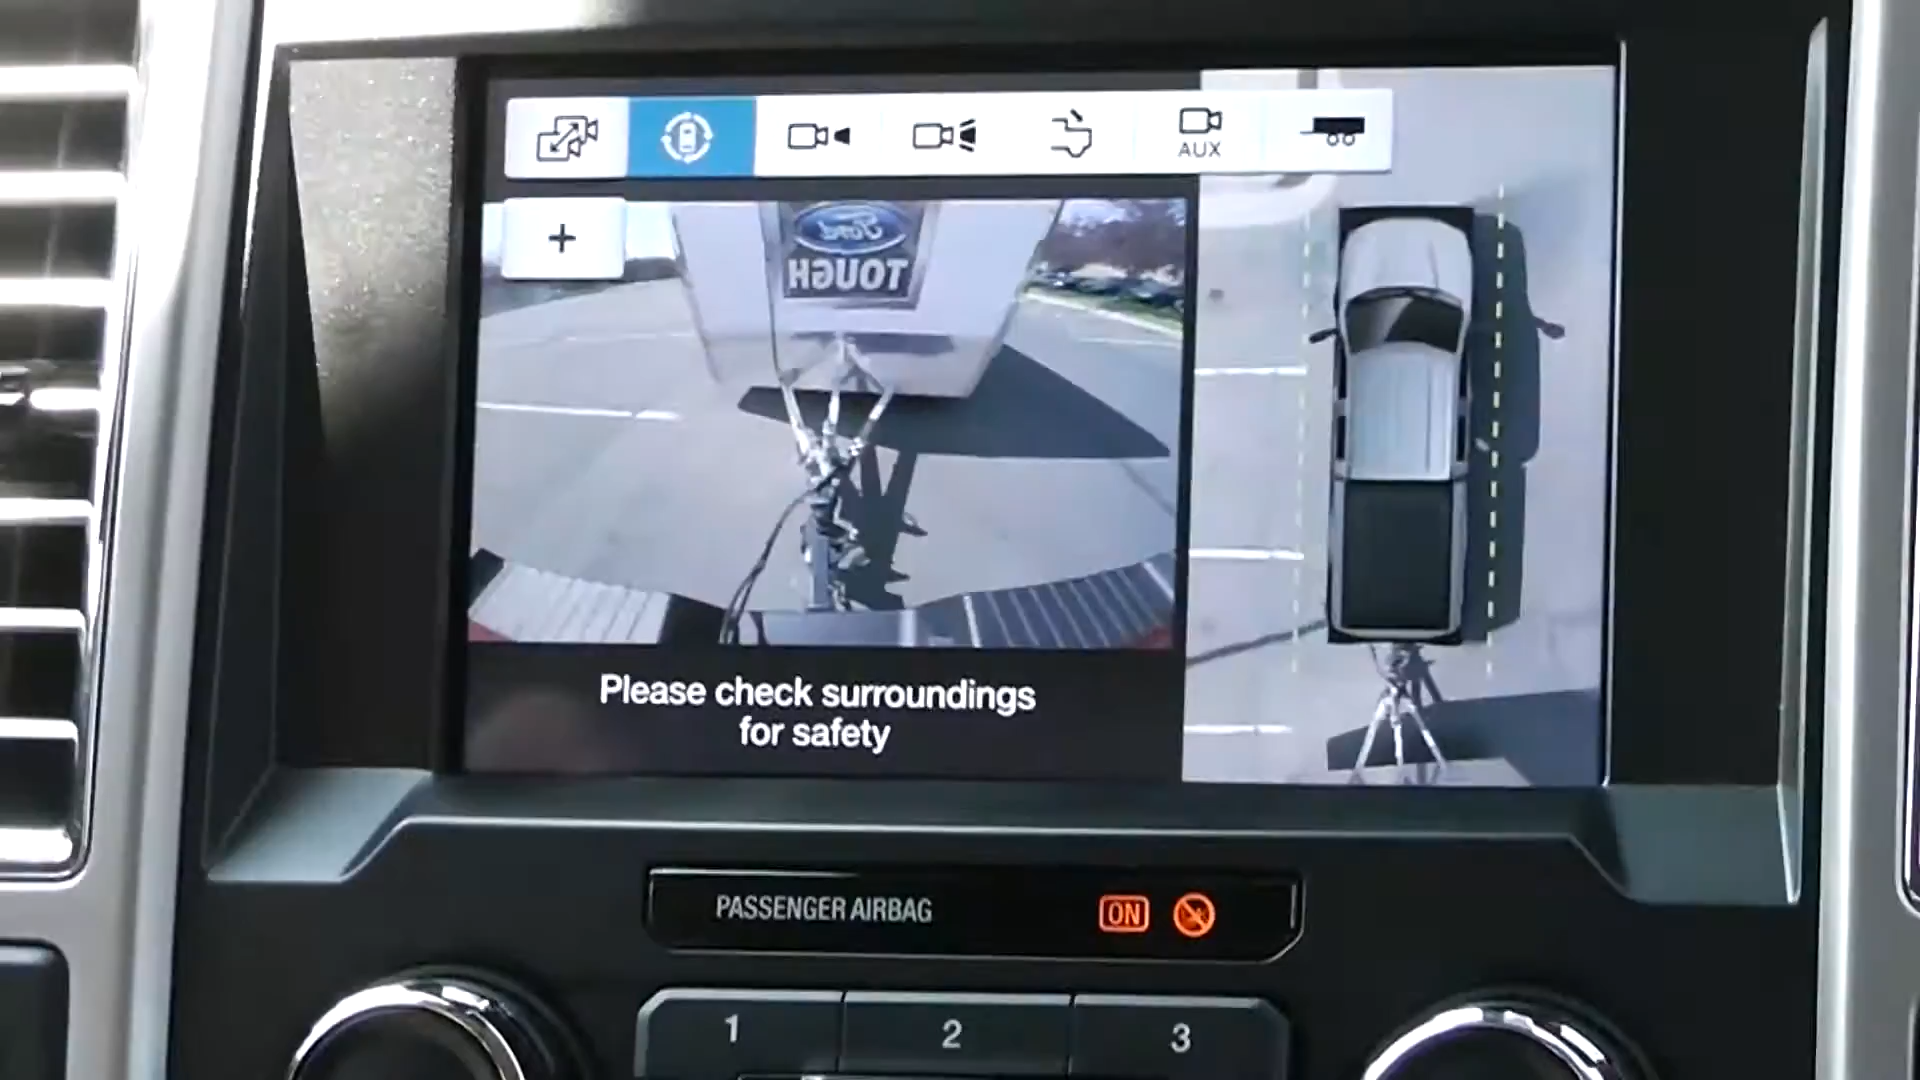 AUX
+
Ford
TOUGH
Please check surroundings
for safety
PASSENGER AIRBAG
ON
1
2
3